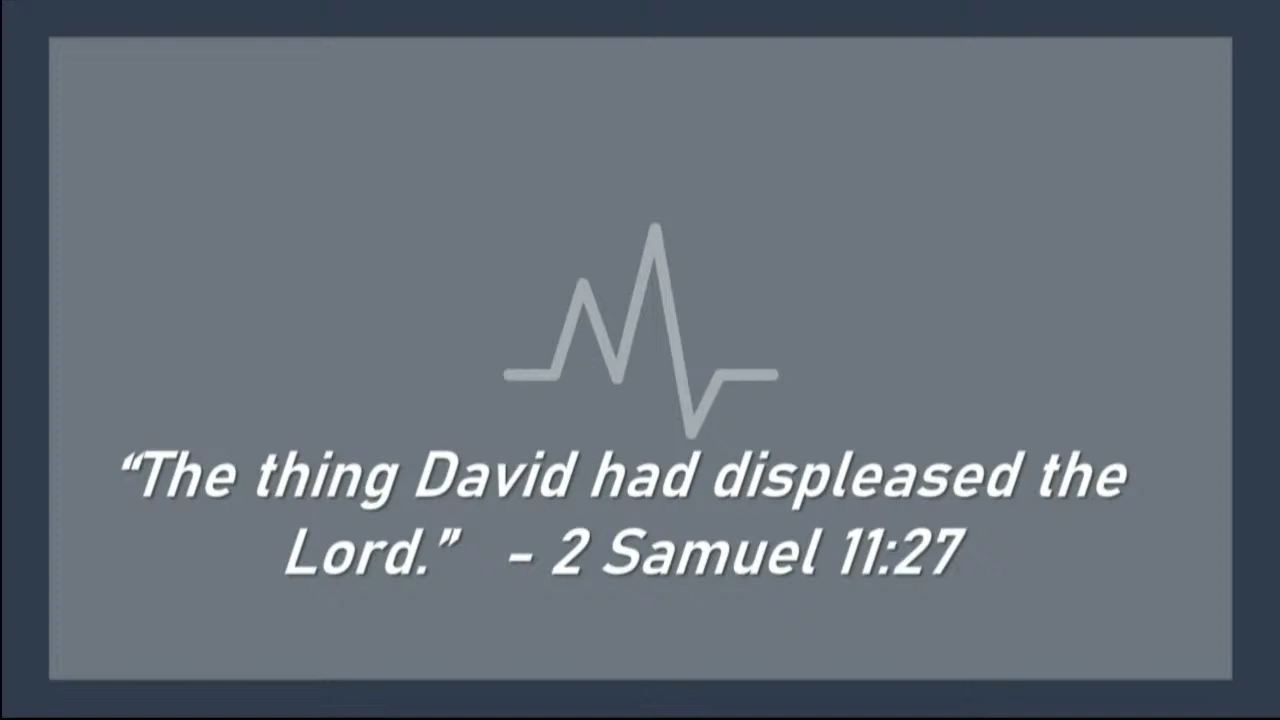 “The thing David had displeased the
Lord.” - 2 Samuel 11:27